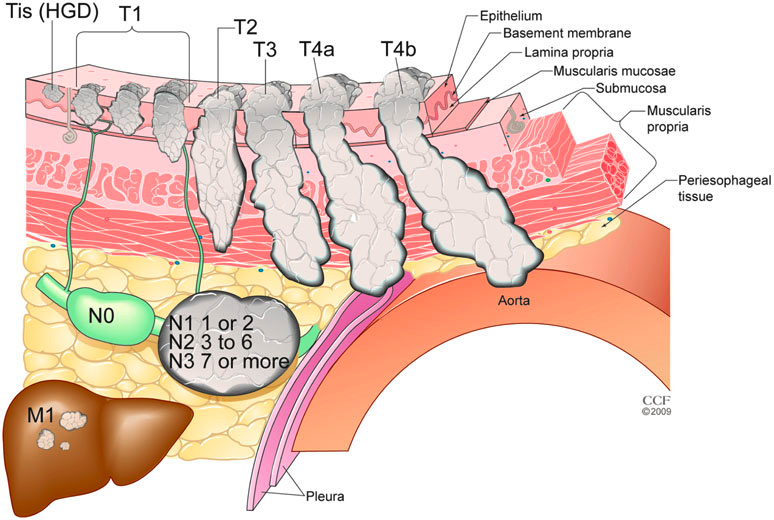 Tis (HGD)
T1
T2
T3
T4a
T4b
Epithelium
Basement membrane
Lamina propria
Muscularis mucosae
Submucosa
Muscularis
propria
Periesophageal
tissue
Aorta
N0
N1 1 or 2
N2 3 to 6
N3 7 or more
M1
Pleura
CCF
©2009